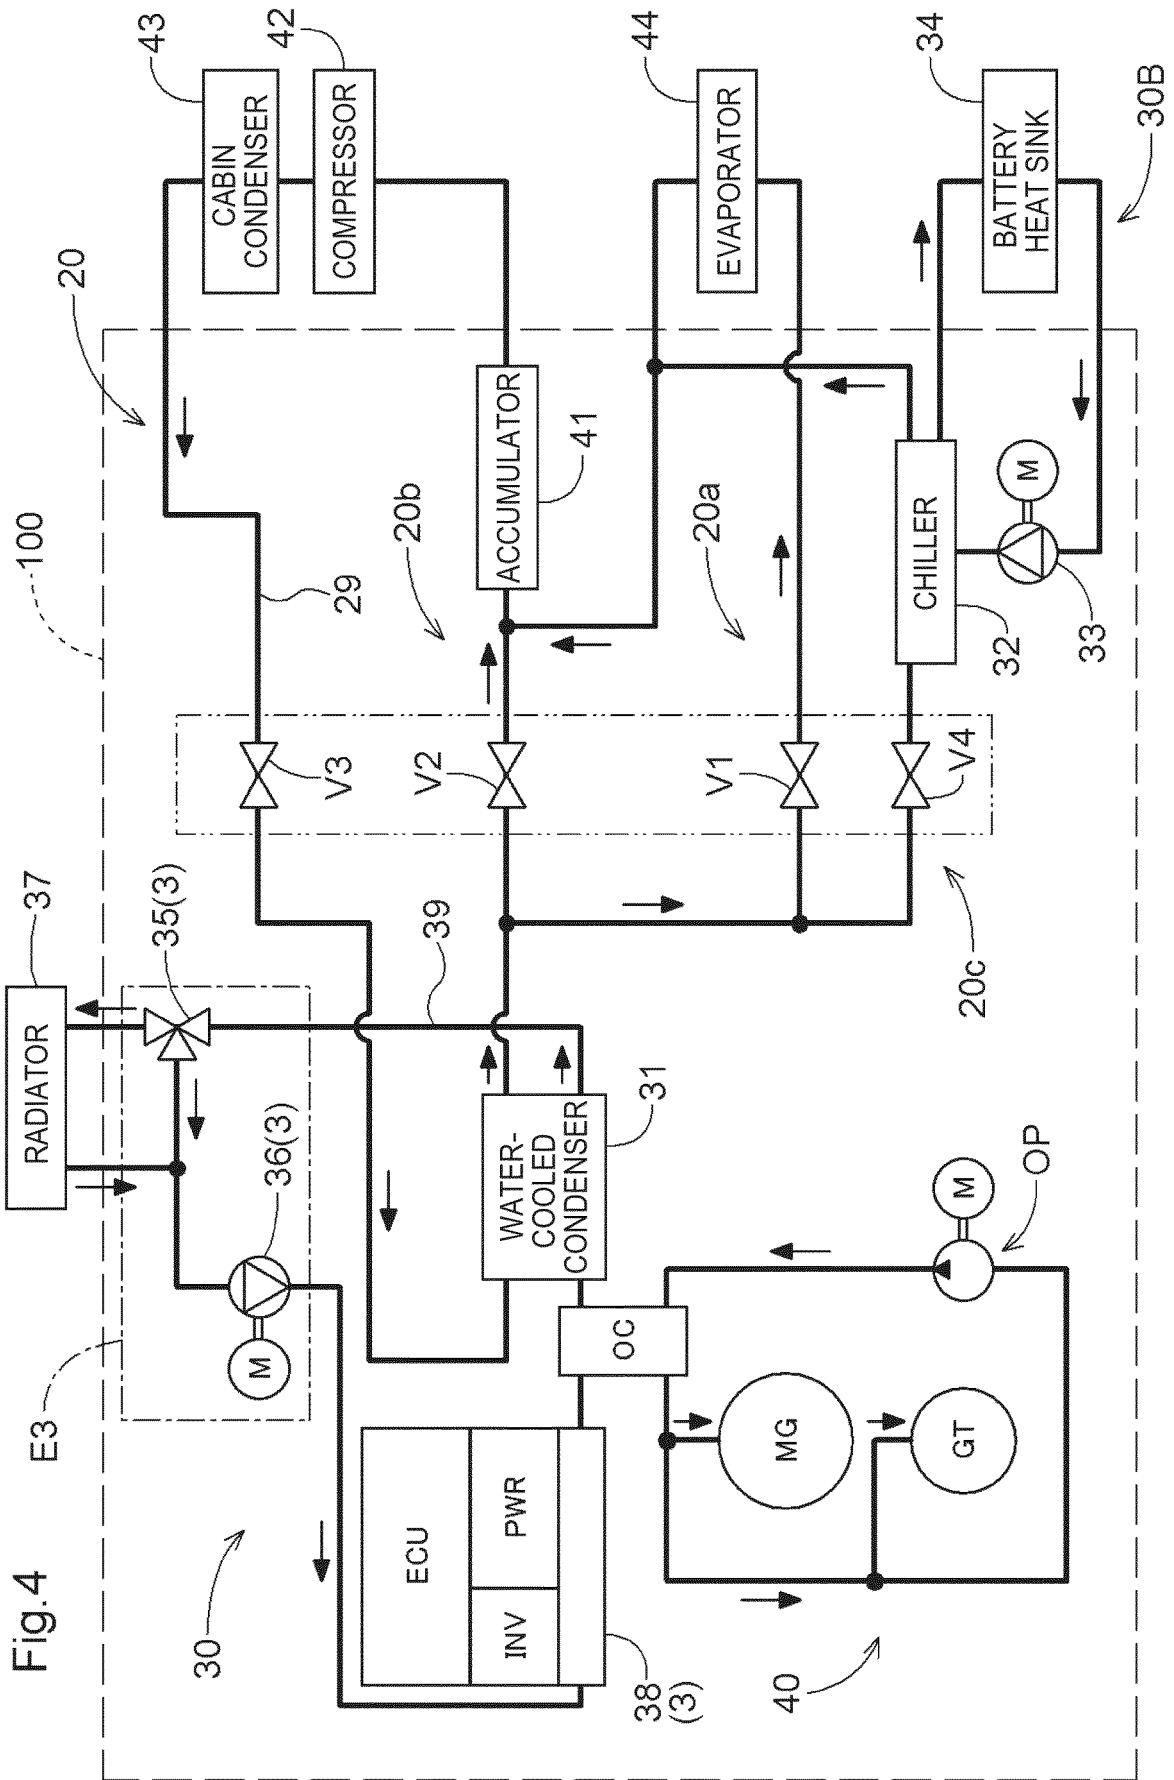 Fig.4
E3
30
RADIATOR
37
35(3)
36(3)
M
100
20
29
39
V3
V2
V1
V4
20c
CABIN
CONDENSER
43
COMPRESSOR
42
ACCUMULATOR
41
20b
20a
EVAPORATOR
44
BATTERY
HEAT SINK
34
30B
CHILLER
32
33
M
WATER-
COOLED
CONDENSER
31
OC
ECU
INV
PWR
38
(3)
MG
GT
M
OP
40